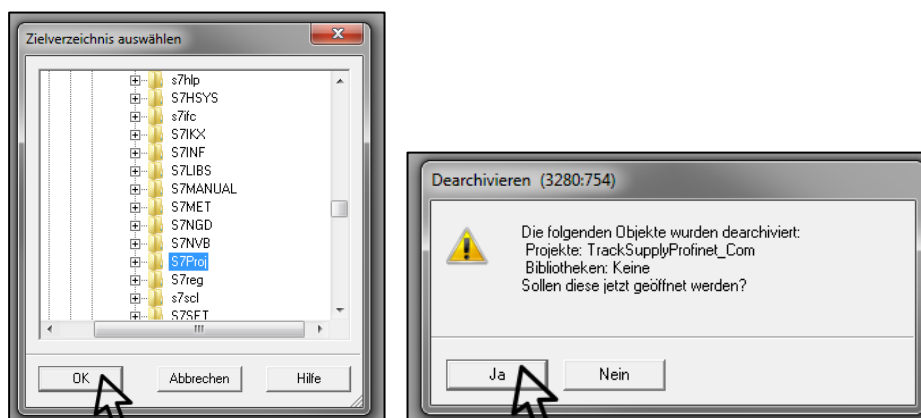 Zielverzeichnis auswählen
s7hlp
S7HSYS
s7ifc
S7IKX
S7INF
S7LIBS
S7MANUAL
S7MET
S7NGD
S7NVB
S7Proj
S7reg
s7scl
S7SET
OK
Abbrechen
Hilfe
Dearchivieren (3280:754)
Die folgenden Objekte wurden dearchiviert:
Projekte: TrackSupplyProfinet_Com
Bibliotheken: Keine
Sollen diese jetzt geöffnet werden?
Ja
Nein